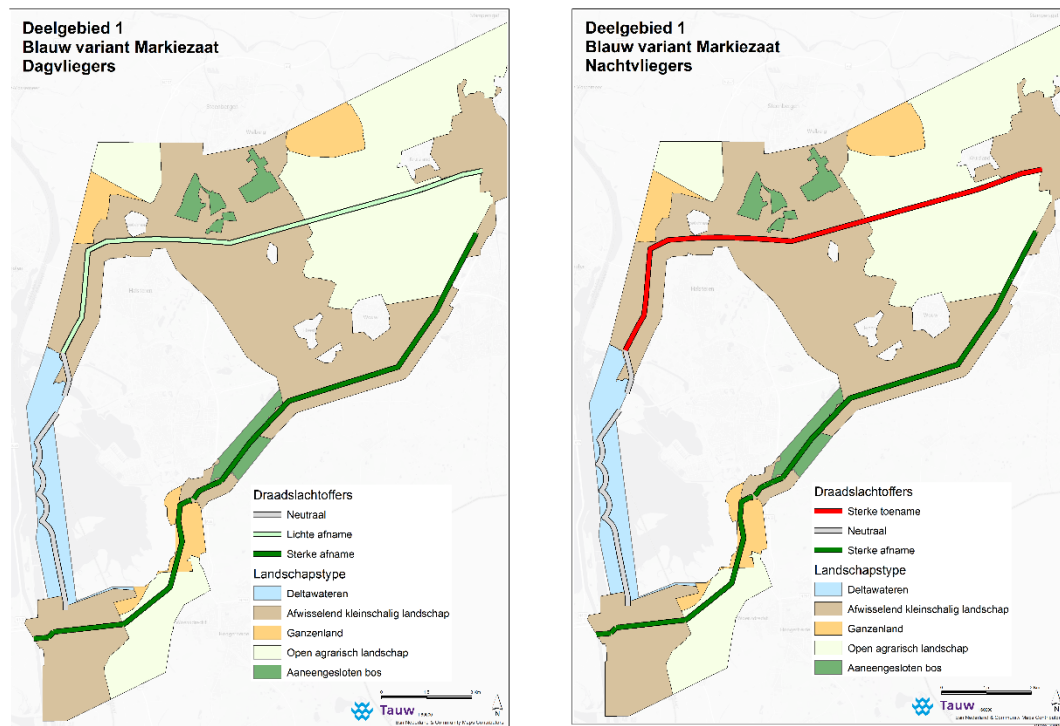 Deelgebied 1
Blauw variant Markiezaat
Dagvliegers
Draadslachtoffers
Neutraal
Lichte afname
Sterke afname
Landschapstype
Deltawateren
Afwisselend kleinschalig landschap
Ganzenland
Open agrarisch landschap
Aaneengesloten bos
Tauw
N
Deelgebied 1
Blauw variant Markiezaat
Nachtvliegers
Draadslachtoffers
Sterke toename
Neutraal
Sterke afname
Landschapstype
Deltawateren
Afwisselend kleinschalig landschap
Ganzenland
Open agrarisch landschap
Aaneengesloten bos
Tauw
N